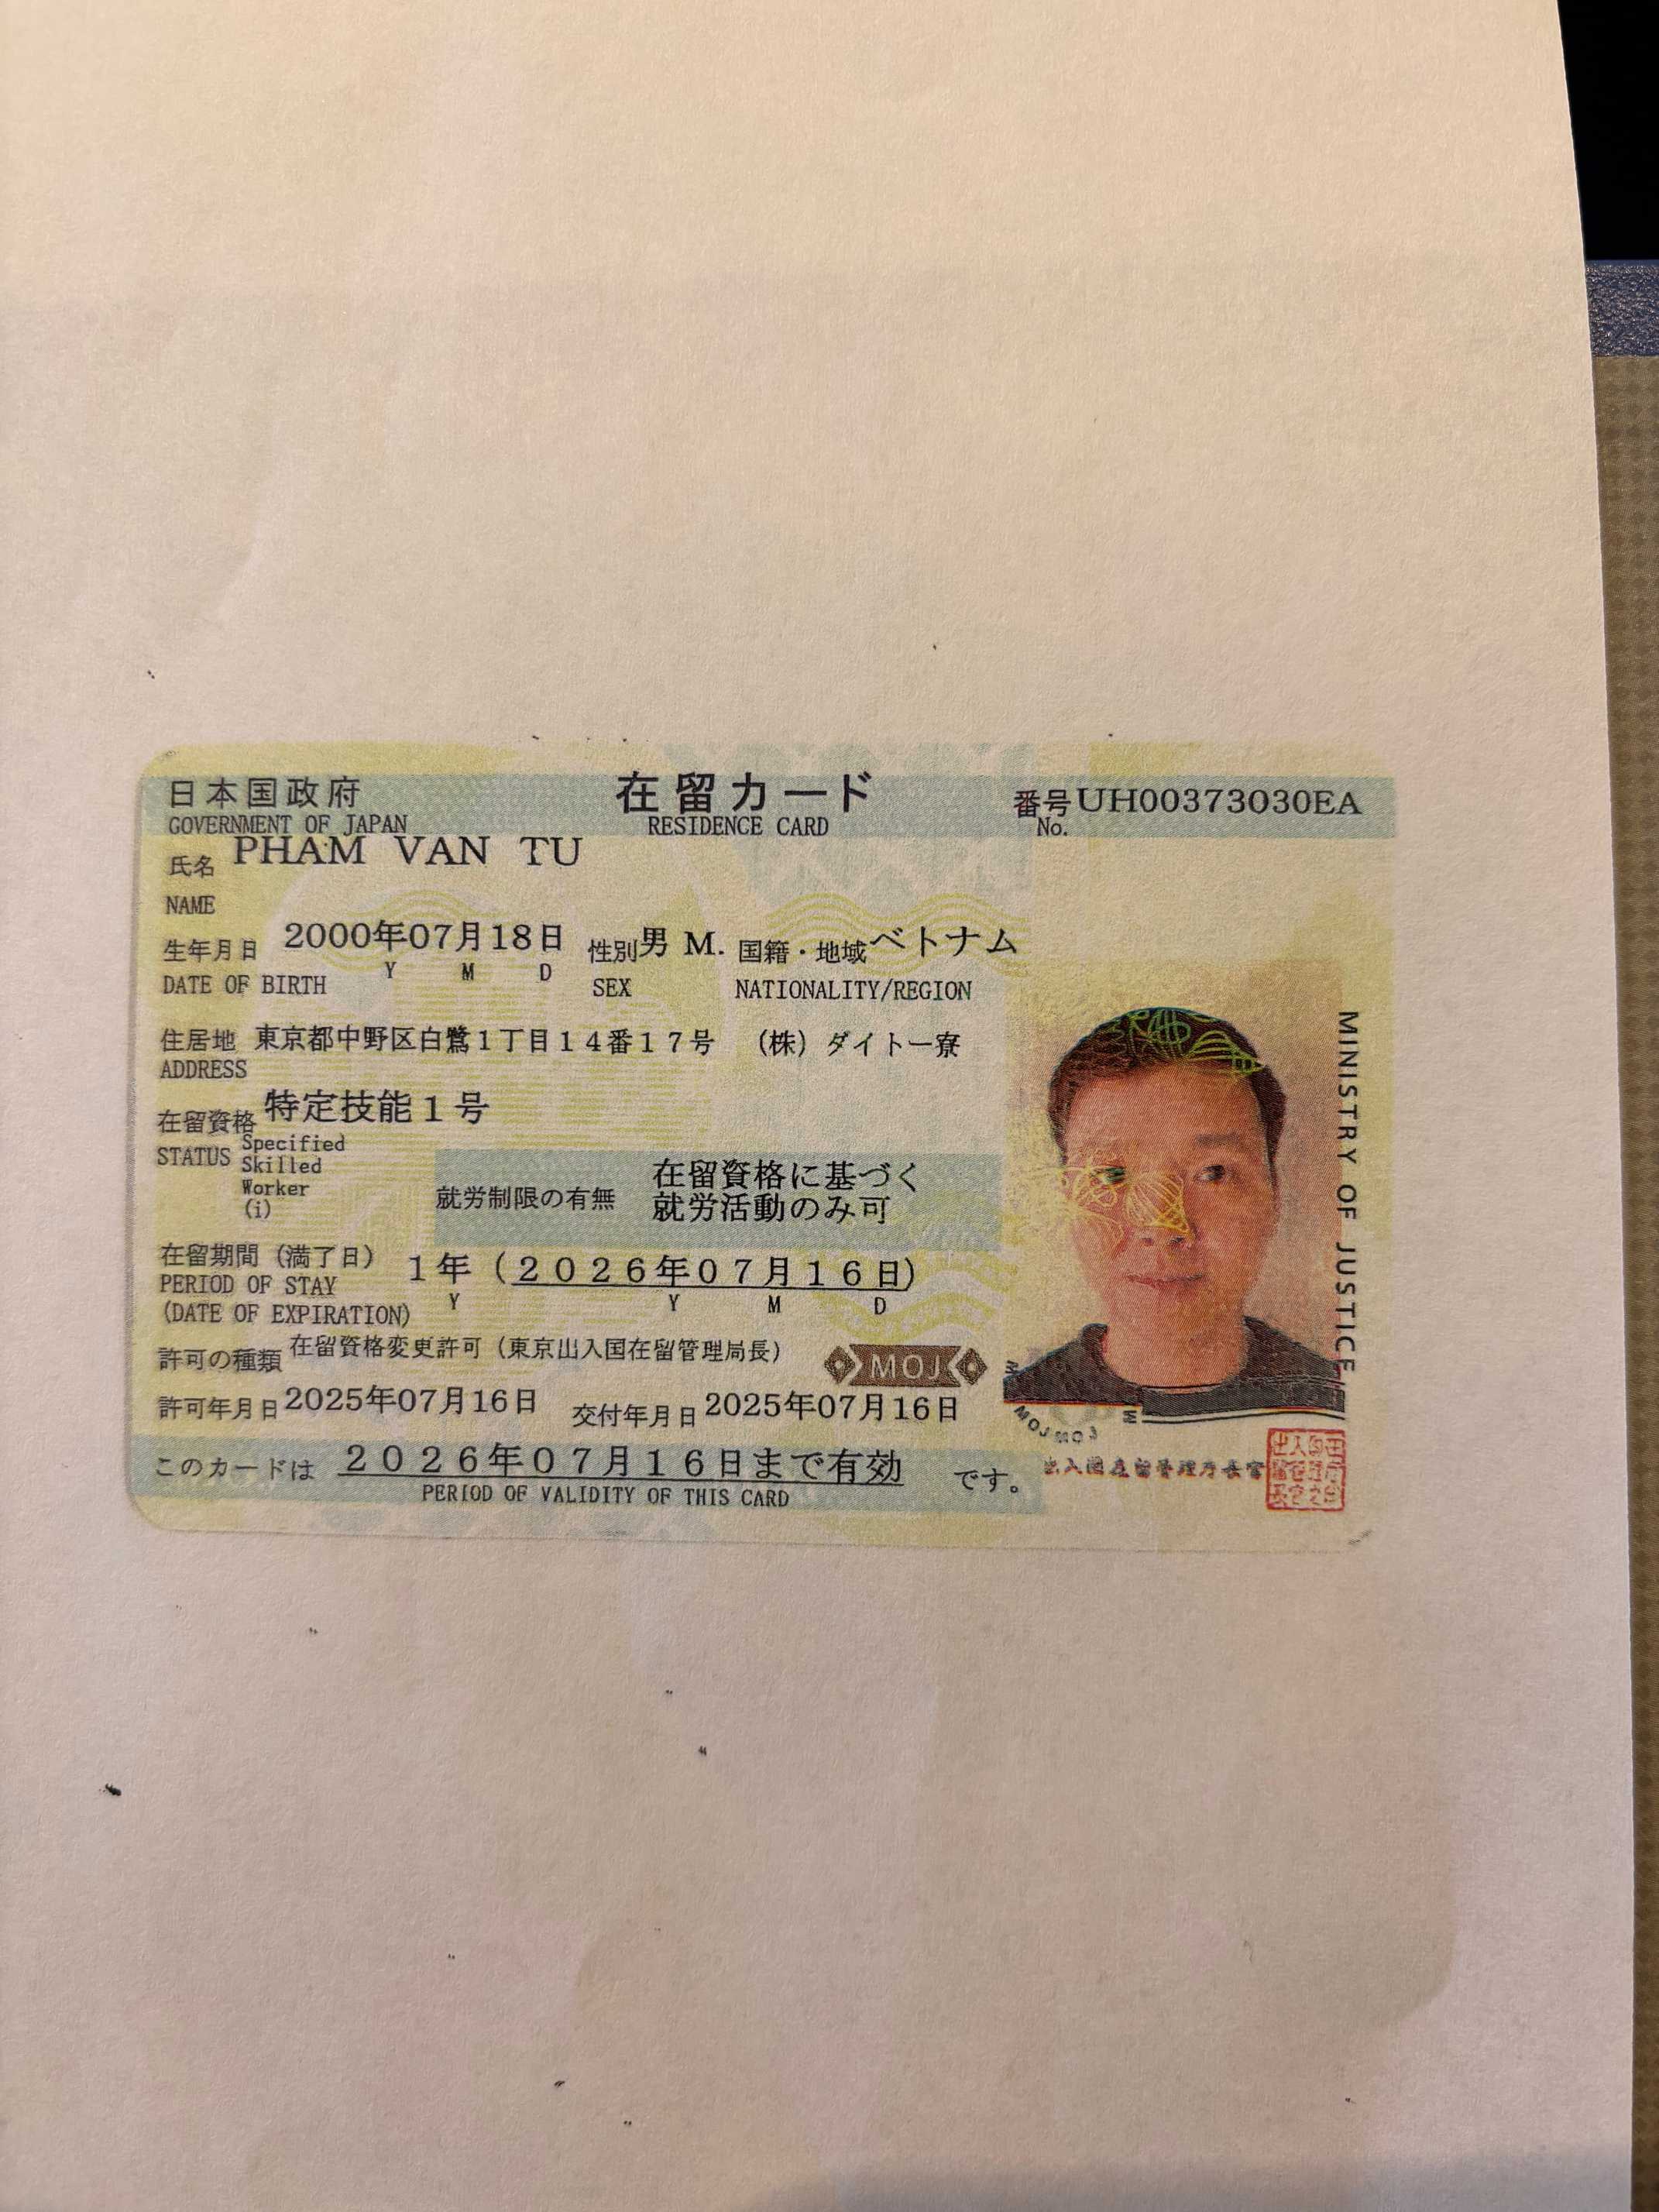 日本国政府 在留カード 番号 UH00373030EA
GOVERNMENT OF JAPAN RESIDENCE CARD No.
氏名 PHAM VAN TU
NAME
生年月日 2000年07月18日 性別 男 M. 国籍・地域 ベトナム
Y M D
DATE OF BIRTH SEX NATIONALITY/REGION
住居地 東京都中野区白鷺1丁目14番17号 (株)ダイトー寮
ADDRESS
在留資格 特定技能1号
STATUS Specified
Skilled
Worker
(i)
就労制限の有無 在留資格に基づく
就労活動のみ可
在留期間(満了日) 1年(2026年07月16日)
PERIOD OF STAY Y Y M D
(DATE OF EXPIRATION)
許可の種類 在留資格変更許可(東京出入国在留管理局長)
MOJ
許可年月日 2025年07月16日 交付年月日 2025年07月16日
このカードは 2026年07月16日まで有効 です。
PERIOD OF VALIDITY OF THIS CARD
MINISTRY OF JUSTICE
MOJ MOJ
出入国在留管理庁長官